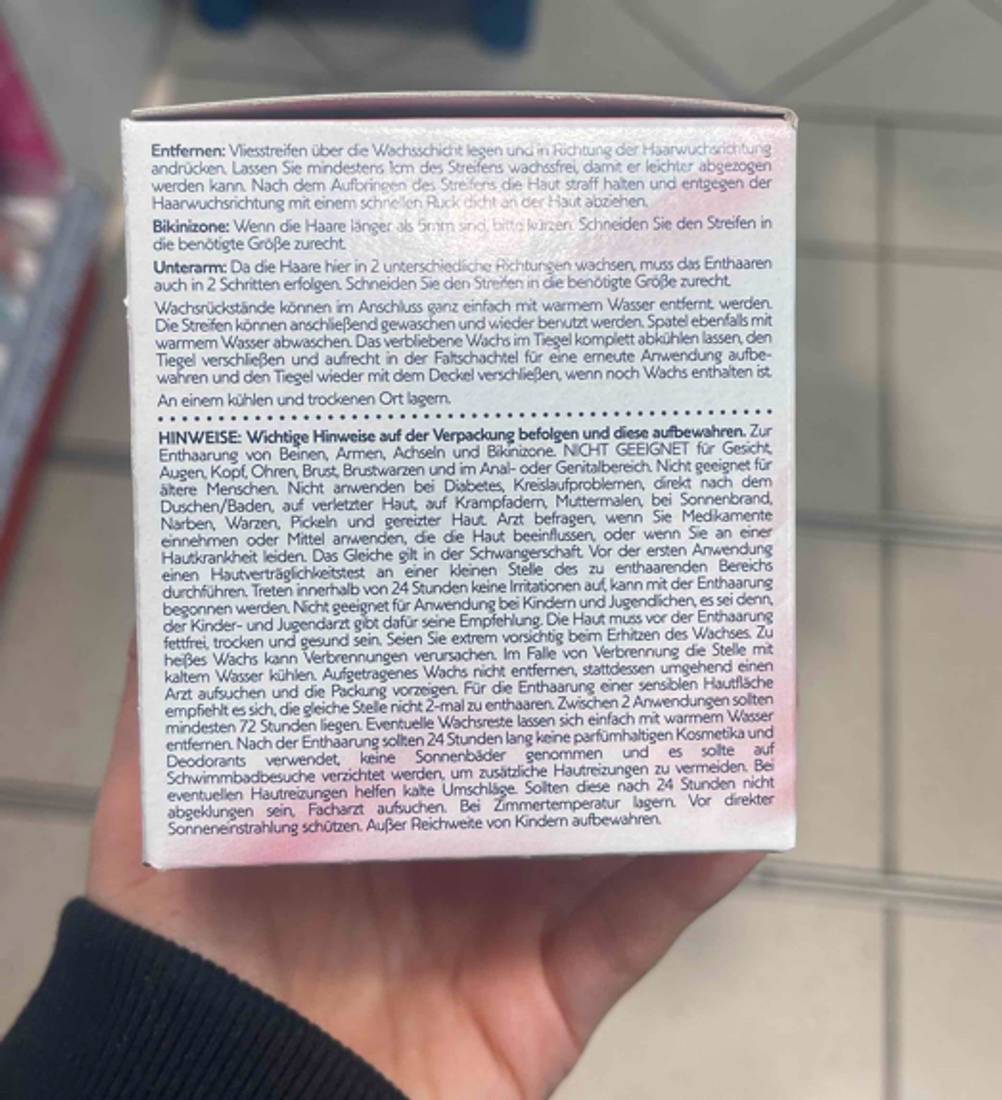 Entfernen: Vliesstreifen über die Wachsschicht legen und in Richtung der Haarwuchsrichtung
andrücken. Lassen Sie mindestens 1cm des Streifens wachssfrei, damit er leichter abgezogen
werden kann. Nach dem Aufbringen des Streifens die Haut straff halten und entgegen der
Haarwuchsrichtung mit einem schnellen Ruck dicht an der Haut abziehen.
Bikinizone: Wenn die Haare länger als 5mm sind, bitte kürzen. Schneiden Sie den Streifen in
die benötigte Größe zurecht.
Unterarm: Da die Haare hier in 2 unterschiedliche Richtungen wachsen, muss das Enthaaren
auch in 2 Schritten erfolgen. Schneiden Sie den Streifen in die benötigte Größe zurecht.
Wachsrückstände können im Anschluss ganz einfach mit warmem Wasser entfernt werden.
Die Streifen können anschließend gewaschen und wieder benutzt werden. Spatel ebenfalls mit
warmem Wasser abwaschen. Das verbliebene Wachs im Tiegel komplett abkühlen lassen, den
Tiegel verschließen und aufrecht in der Faltschachtel für eine erneute Anwendung aufbe-
wahren und den Tiegel wieder mit dem Deckel verschließen, wenn noch Wachs enthalten ist.
An einem kühlen und trockenen Ort lagern.
HINWEISE: Wichtige Hinweise auf der Verpackung befolgen und diese aufbewahren. Zur
Enthaarung von Beinen, Armen, Achseln und Bikinizone. NICHT GEEIGNET für Gesicht,
Augen, Kopf, Ohren, Brust, Brustwarzen und im Anal- oder Genitalbereich. Nicht geeignet für
ältere Menschen. Nicht anwenden bei Diabetes, Kreislaufproblemen, direkt nach dem
Duschen/Baden, auf verletzter Haut, auf Krampfadern, Muttermalen, bei Sonnenbrand,
Narben, Warzen, Pickeln und gereizter Haut. Arzt befragen, wenn Sie Medikamente
einnehmen oder Mittel anwenden, die die Haut beeinflussen, oder wenn Sie an einer
Hautkrankheit leiden. Das Gleiche gilt in der Schwangerschaft. Vor der ersten Anwendung
einen Hautverträglichkeitstest an einer kleinen Stelle des zu enthaarenden Bereichs
durchführen. Treten innerhalb von 24 Stunden keine Irritationen auf, kann mit der Enthaarung
begonnen werden. Nicht geeignet für Anwendung bei Kindern und Jugendlichen, es sei denn,
der Kinder- und Jugendarzt gibt dafür seine Empfehlung. Die Haut muss vor der Enthaarung
fettfrei, trocken und gesund sein. Seien Sie extrem vorsichtig beim Erhitzen des Wachses. Zu
heißes Wachs kann Verbrennungen verursachen. Im Falle von Verbrennung die Stelle mit
kaltem Wasser kühlen. Aufgetragenes Wachs nicht entfernen, stattdessen umgehend einen
Arzt aufsuchen und die Packung vorzeigen. Für die Enthaarung einer sensiblen Hautfläche
empfiehlt es sich, die gleiche Stelle nicht 2-mal zu enthaaren. Zwischen 2 Anwendungen sollten
mindesten 72 Stunden liegen. Eventuelle Wachsreste lassen sich einfach mit warmem Wasser
entfernen. Nach der Enthaarung sollten 24 Stunden lang keine parfümhaltigen Kosmetika und
Deodorants verwendet, keine Sonnenbäder genommen und es sollte auf
Schwimmbadbesuche verzichtet werden, um zusätzliche Hautreizungen zu vermeiden. Bei
eventuellen Hautreizungen helfen kalte Umschläge. Sollten diese nach 24 Stunden nicht
abgeklungen sein, Facharzt aufsuchen. Bei Zimmertemperatur lagern. Vor direkter
Sonneneinstrahlung schützen. Außer Reichweite von Kindern aufbewahren.